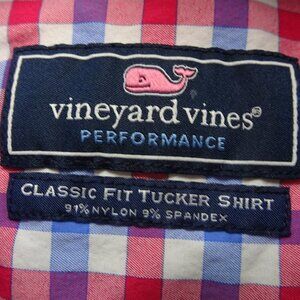 vineyard vines®
PERFORMANCE
CLASSIC FIT TUCKER SHIRT
91% NYLON 9% SPANDEX